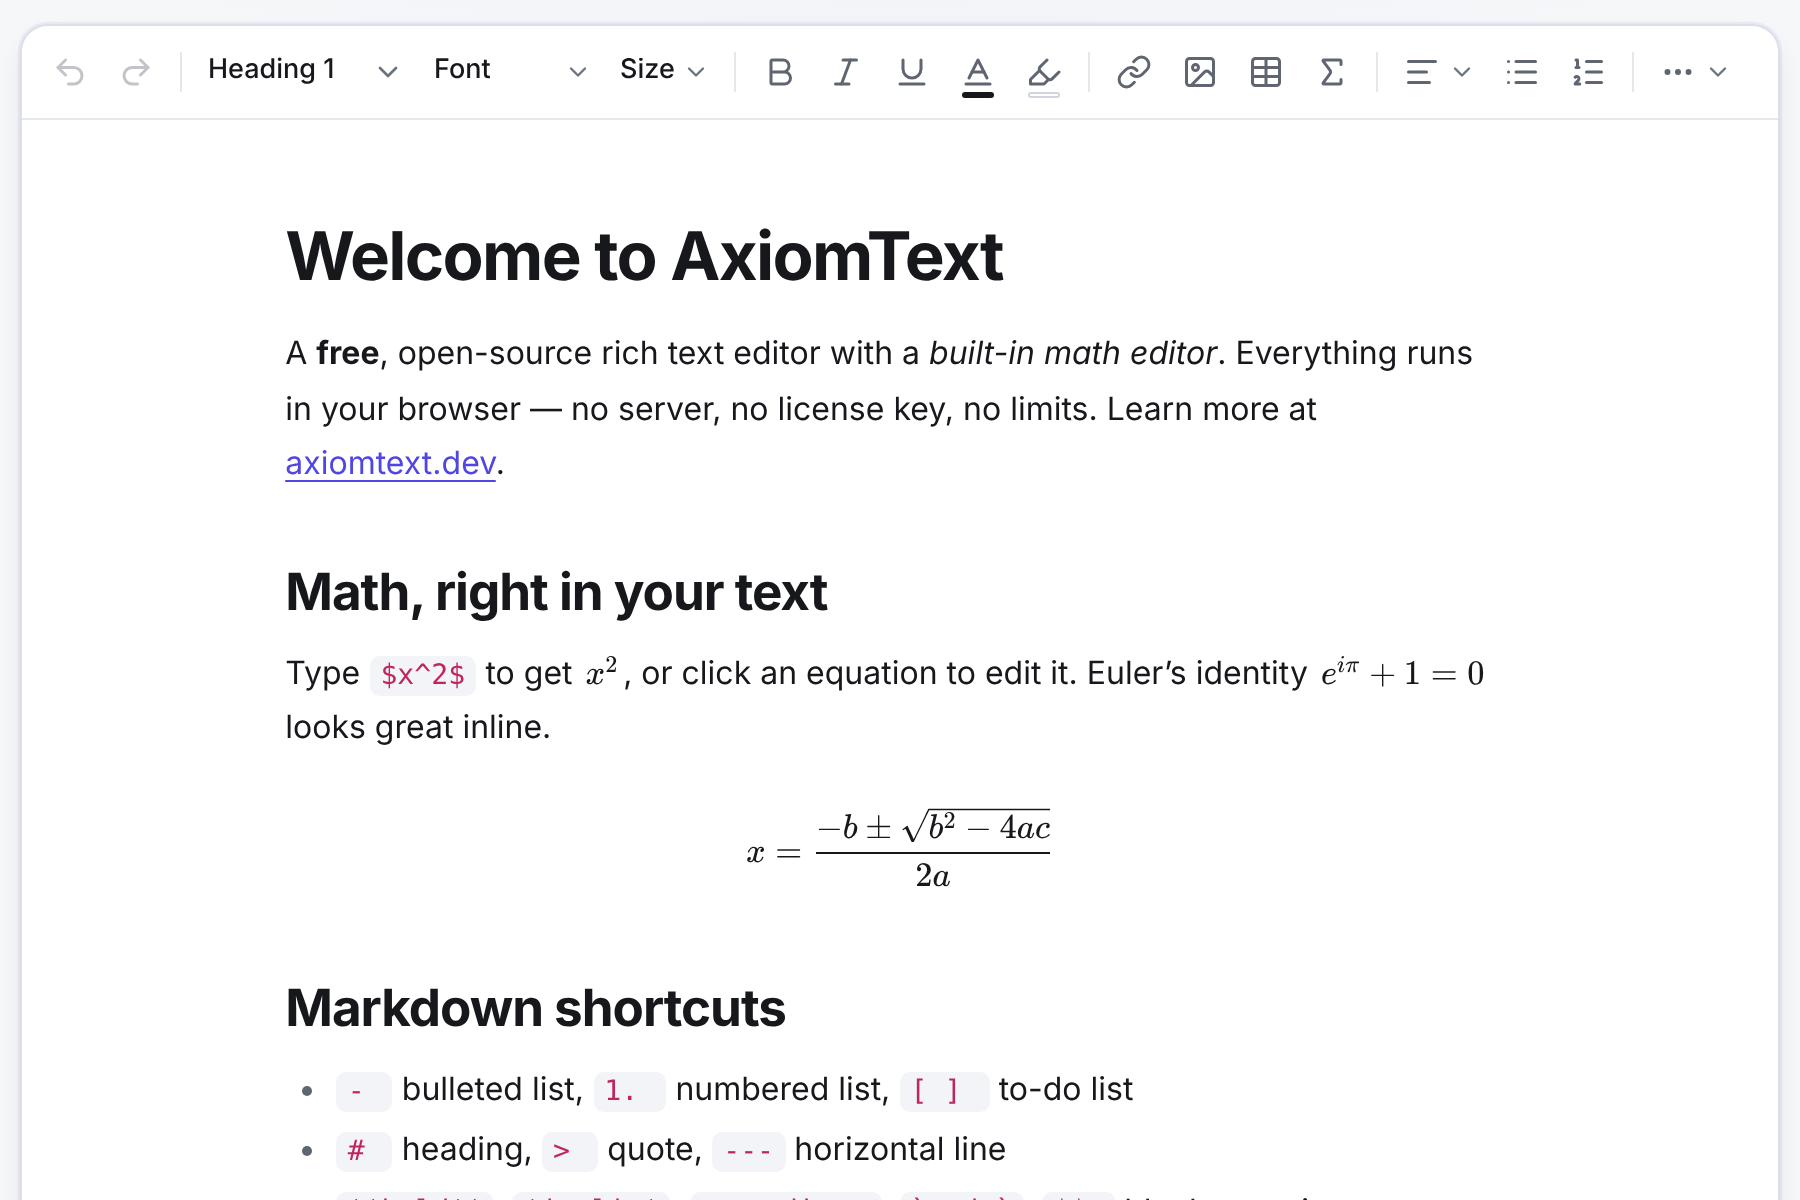 Heading 1 Font Size
Welcome to AxiomText
A free, open-source rich text editor with a built-in math editor. Everything runs
in your browser — no server, no license key, no limits. Learn more at
axiomtext.dev.
Math, right in your text
Type $x^2$ to get x², or click an equation to edit it. Euler’s identity e^{iπ} + 1 = 0
looks great inline.
x = \frac{−b ± \sqrt{b² − 4ac}}{2a}
Markdown shortcuts
- bulleted list, 1. numbered list, [ ] to-do list
# heading, > quote, --- horizontal line